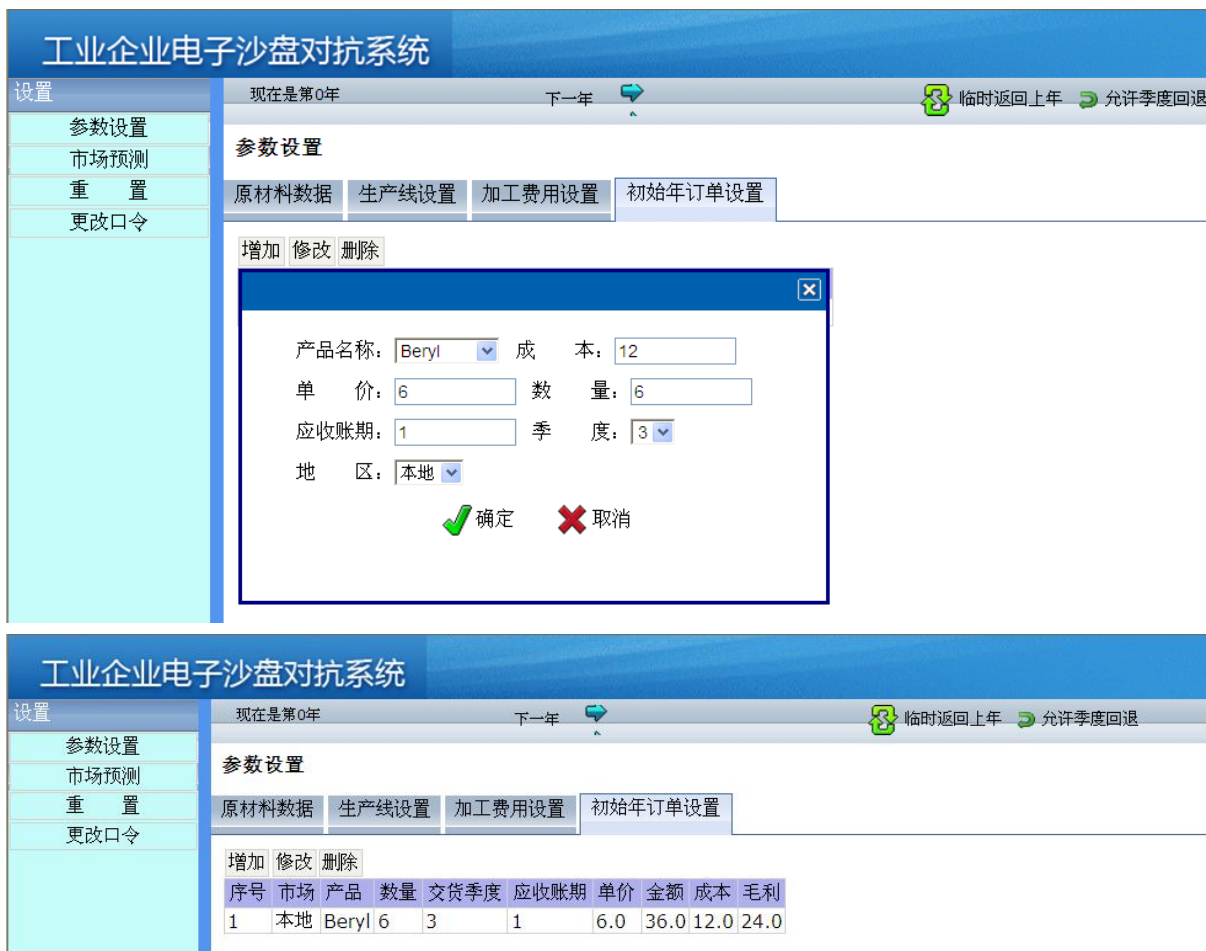 工业企业电子沙盘对抗系统
设置 现在是第0年 下一年 临时返回上年 允许季度回退
参数设置
市场预测
重 置
更改口令
参数设置
原材料数据 生产线设置 加工费用设置 初始年订单设置
增加 修改 删除
产品名称: Beryl 成 本: 12
单 价: 6 数 量: 6
应收账期: 1 季 度: 3
地 区: 本地
确定 取消
工业企业电子沙盘对抗系统
设置 现在是第0年 下一年 临时返回上年 允许季度回退
参数设置
市场预测
重 置
更改口令
参数设置
原材料数据 生产线设置 加工费用设置 初始年订单设置
增加 修改 删除
序号 市场 产品 数量 交货季度 应收账期 单价 金额 成本 毛利
1 本地 Beryl 6 3 1 6.0 36.0 12.0 24.0